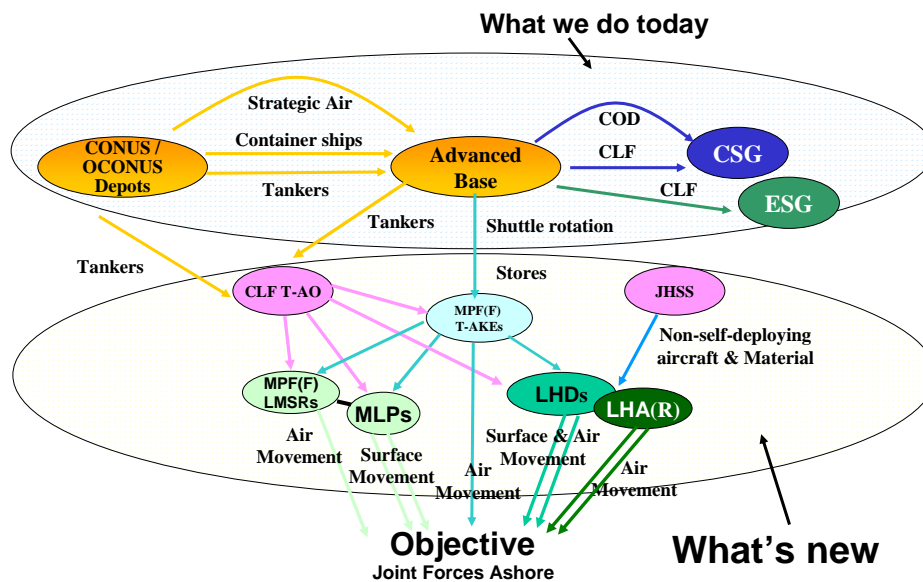 What we do today
Strategic Air
COD
Container ships
CONUS /
OCONUS
Depots
Advanced
Base
CLF
CSG
Tankers
CLF
ESG
Tankers
Shuttle rotation
Tankers
Stores
CLF T-AO
JHSS
MPF(F)
T-AKEs
Non-self-deploying
aircraft & Material
MPF(F)
LMSRs
MLPs
LHDs
LHA(R)
Air
Movement
Surface
Movement
Surface & Air
Movement
Air
Movement
Air
Movement
Objective
Joint Forces Ashore
What's new